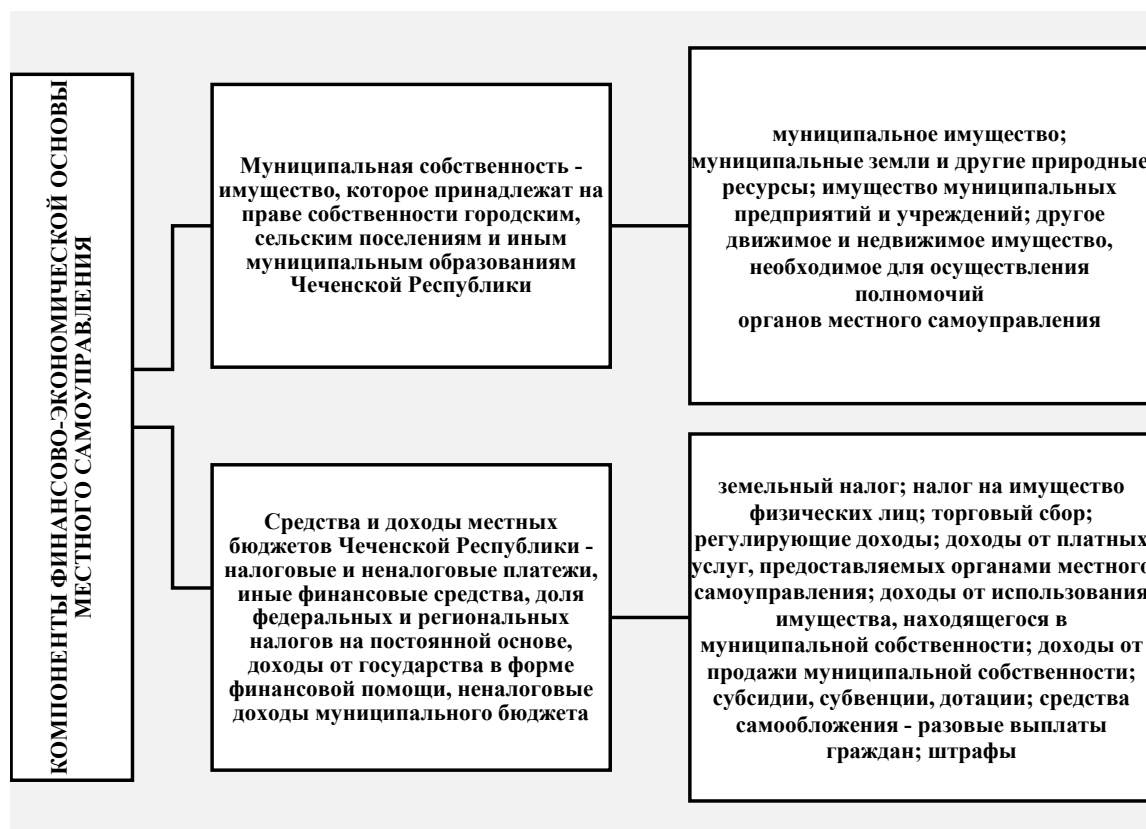 КОМПОНЕНТЫ ФИНАНСОВО-ЭКОНОМИЧЕСКОЙ ОСНОВЫ
МЕСТНОГО САМОУПРАВЛЕНИЯ
Муниципальная собственность -
имущество, которое принадлежат на
праве собственности городским,
сельским поселениям и иным
муниципальным образованиям
Чеченской Республики
муниципальное имущество;
муниципальные земли и другие природные
ресурсы; имущество муниципальных
предприятий и учреждений; другое
движимое и недвижимое имущество,
необходимое для осуществления
полномочий
органов местного самоуправления
Средства и доходы местных
бюджетов Чеченской Республики -
налоговые и неналоговые платежи,
иные финансовые средства, доля
федеральных и региональных
налогов на постоянной основе,
доходы от государства в форме
финансовой помощи, неналоговые
доходы муниципального бюджета
земельный налог; налог на имущество
физических лиц; торговый сбор;
регулирующие доходы; доходы от платных
услуг, предоставляемых органами местного
самоуправления; доходы от использования
имущества, находящегося в
муниципальной собственности; доходы от
продажи муниципальной собственности;
субсидии, субвенции, дотации; средства
самообложения - разовые выплаты
граждан; штрафы